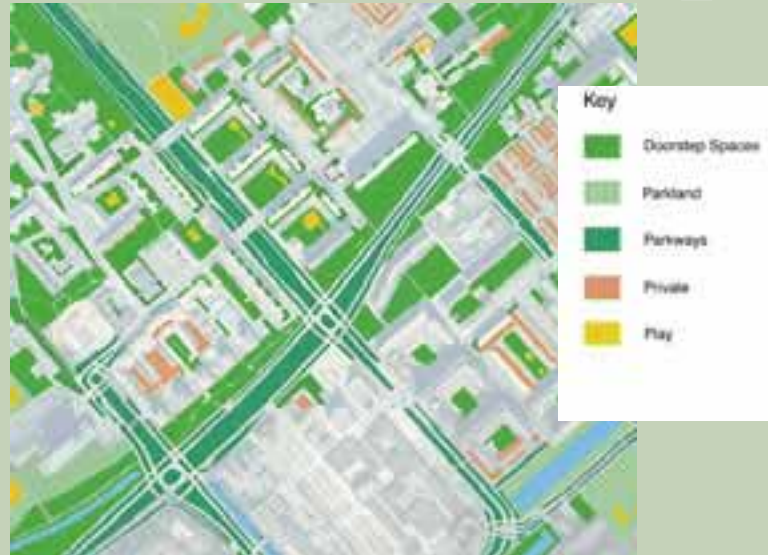 Key
Doorstep Spaces
Parkland
Parkways
Private
Play